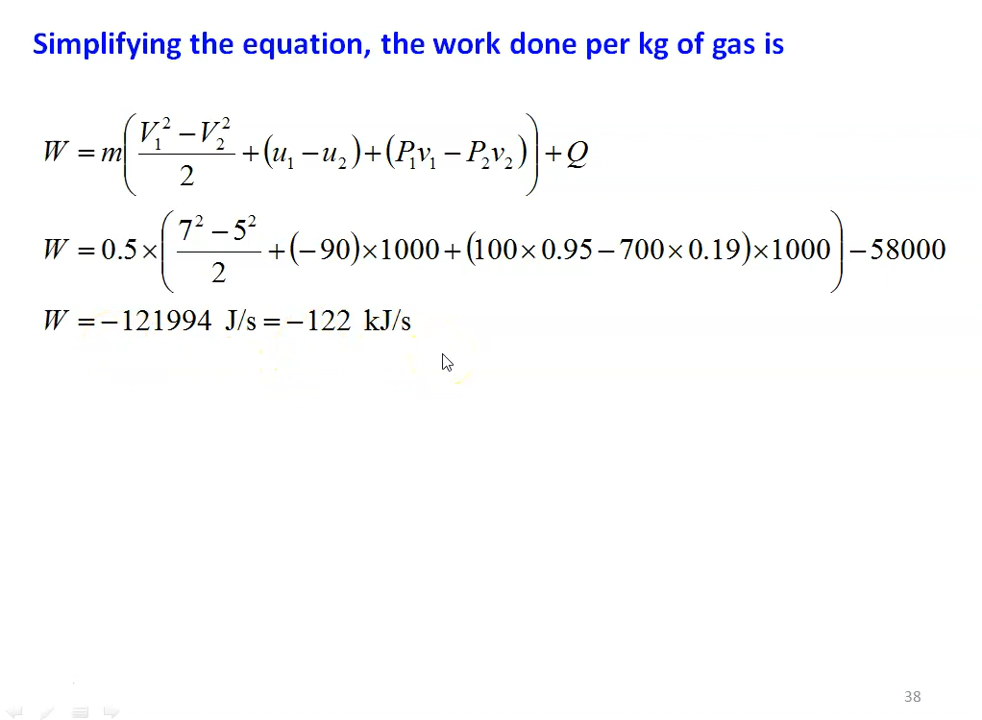 Simplifying the equation, the work done per kg of gas is
W = m((V₁² − V₂²)/2 + (u₁ − u₂) + (P₁v₁ − P₂v₂)) + Q
W = 0.5 × ((7² − 5²)/2 + (−90) × 1000 + (100 × 0.95 − 700 × 0.19) × 1000) − 58000
W = −121994 J/s = −122 kJ/s
38